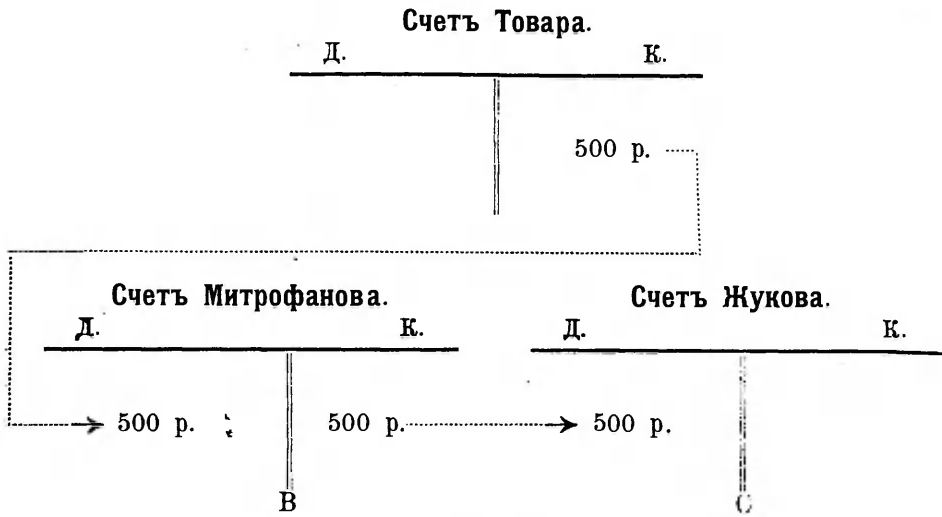 Счетъ Товара.
Д. К.
500 р.
Счетъ Митрофанова. Счетъ Жукова.
Д. К. Д. К.
500 р. 500 р. 500 р.
В С